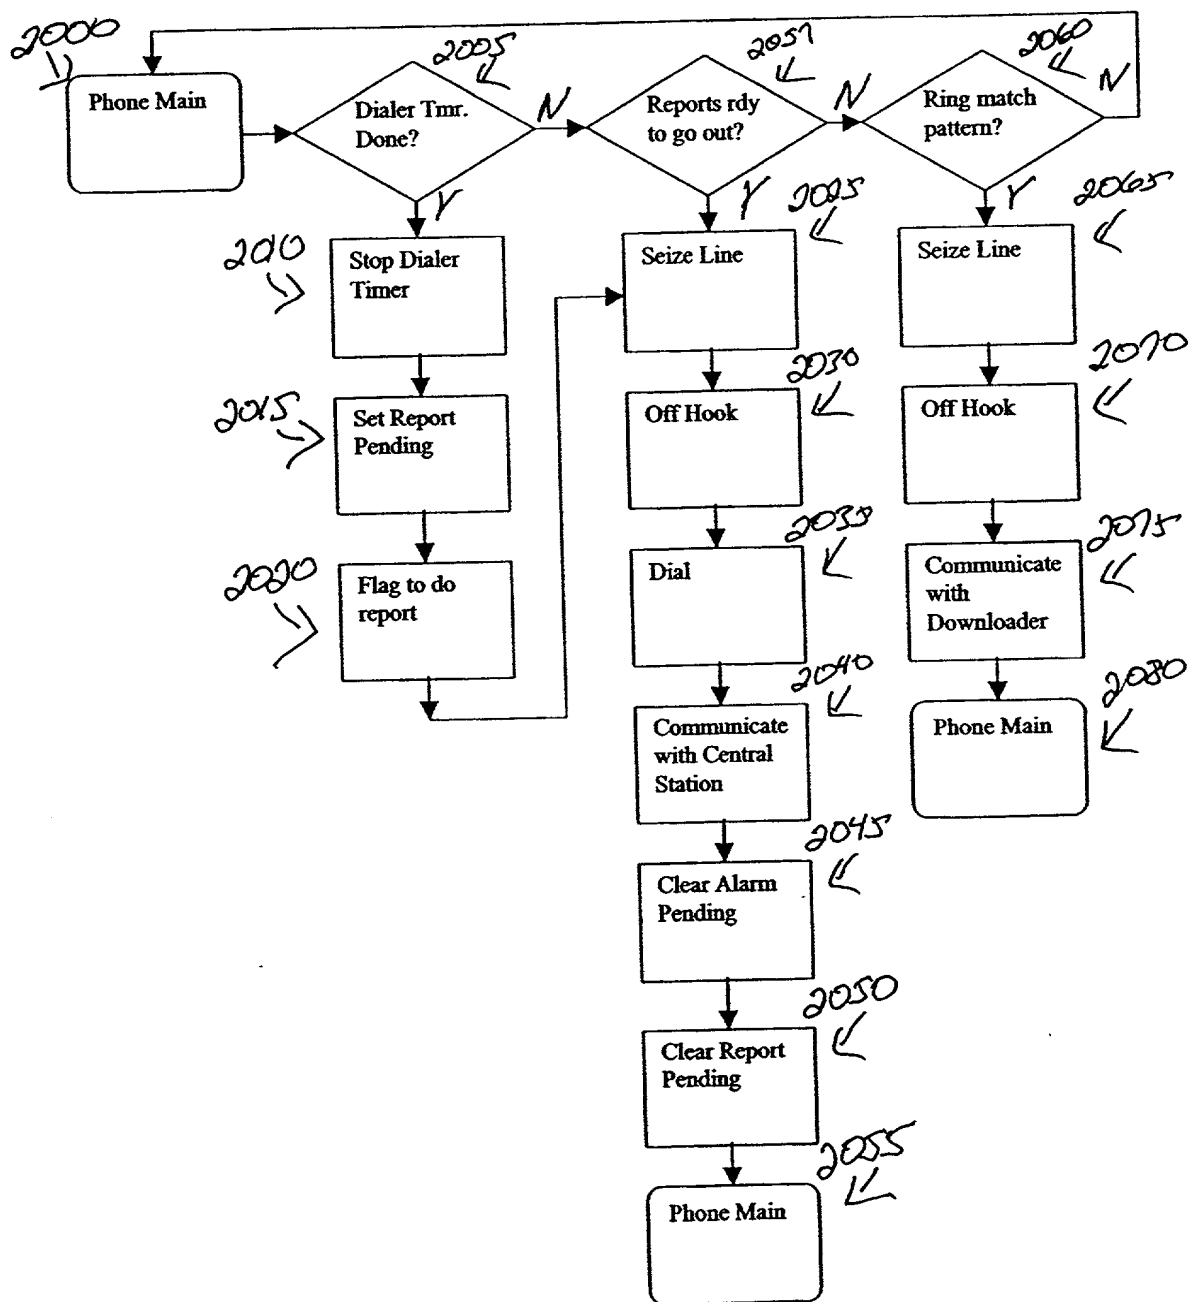 2000
Phone Main
2005
Dialer Tmr.
Done?
N
Y
2057
Reports rdy
to go out?
N
Y
2060
Ring match
pattern?
N
Y
2010
Stop Dialer
Timer
2025
Seize Line
2065
Seize Line
2015
Set Report
Pending
2030
Off Hook
2070
Off Hook
2020
Flag to do
report
2035
Dial
2075
Communicate
with
Downloader
2040
Communicate
with Central
Station
2080
Phone Main
2045
Clear Alarm
Pending
2050
Clear Report
Pending
2055
Phone Main